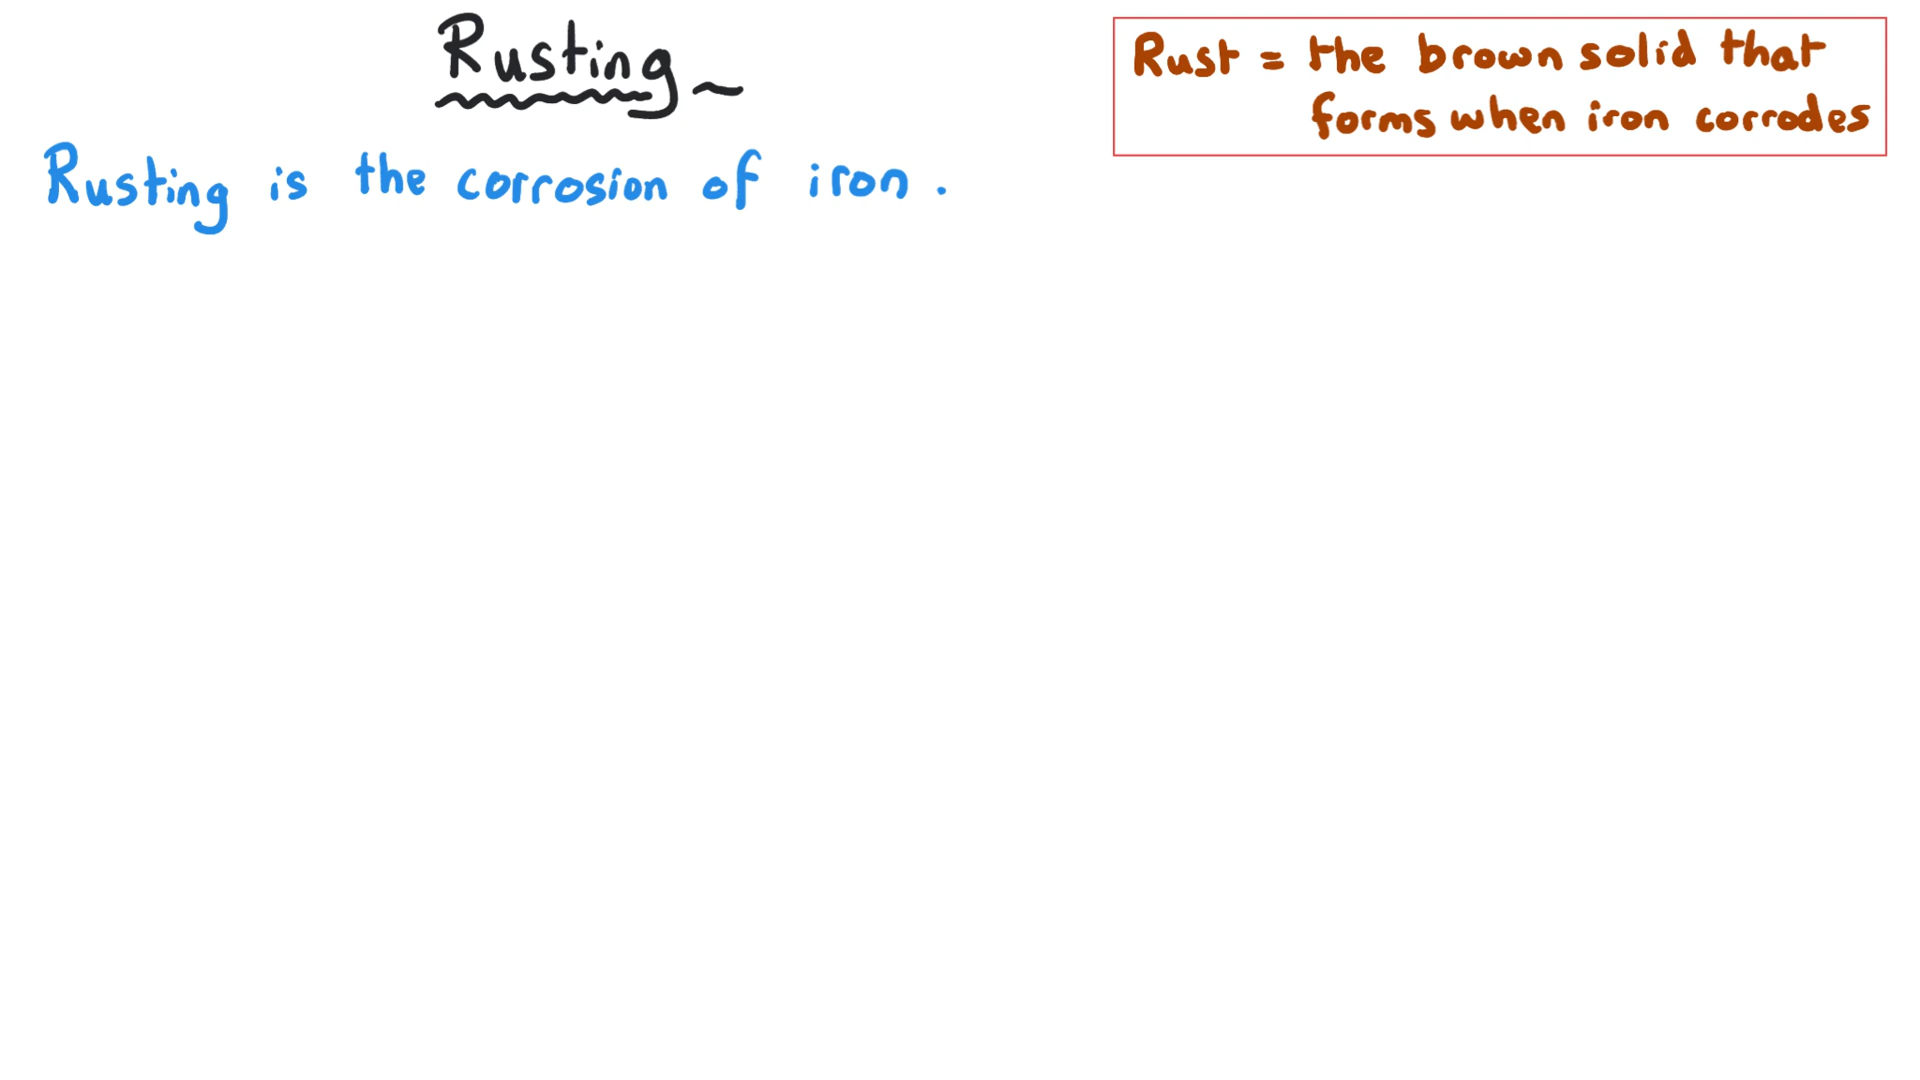 Rusting
Rust = the brown solid that
forms when iron corrodes
Rusting is the corrosion of iron.